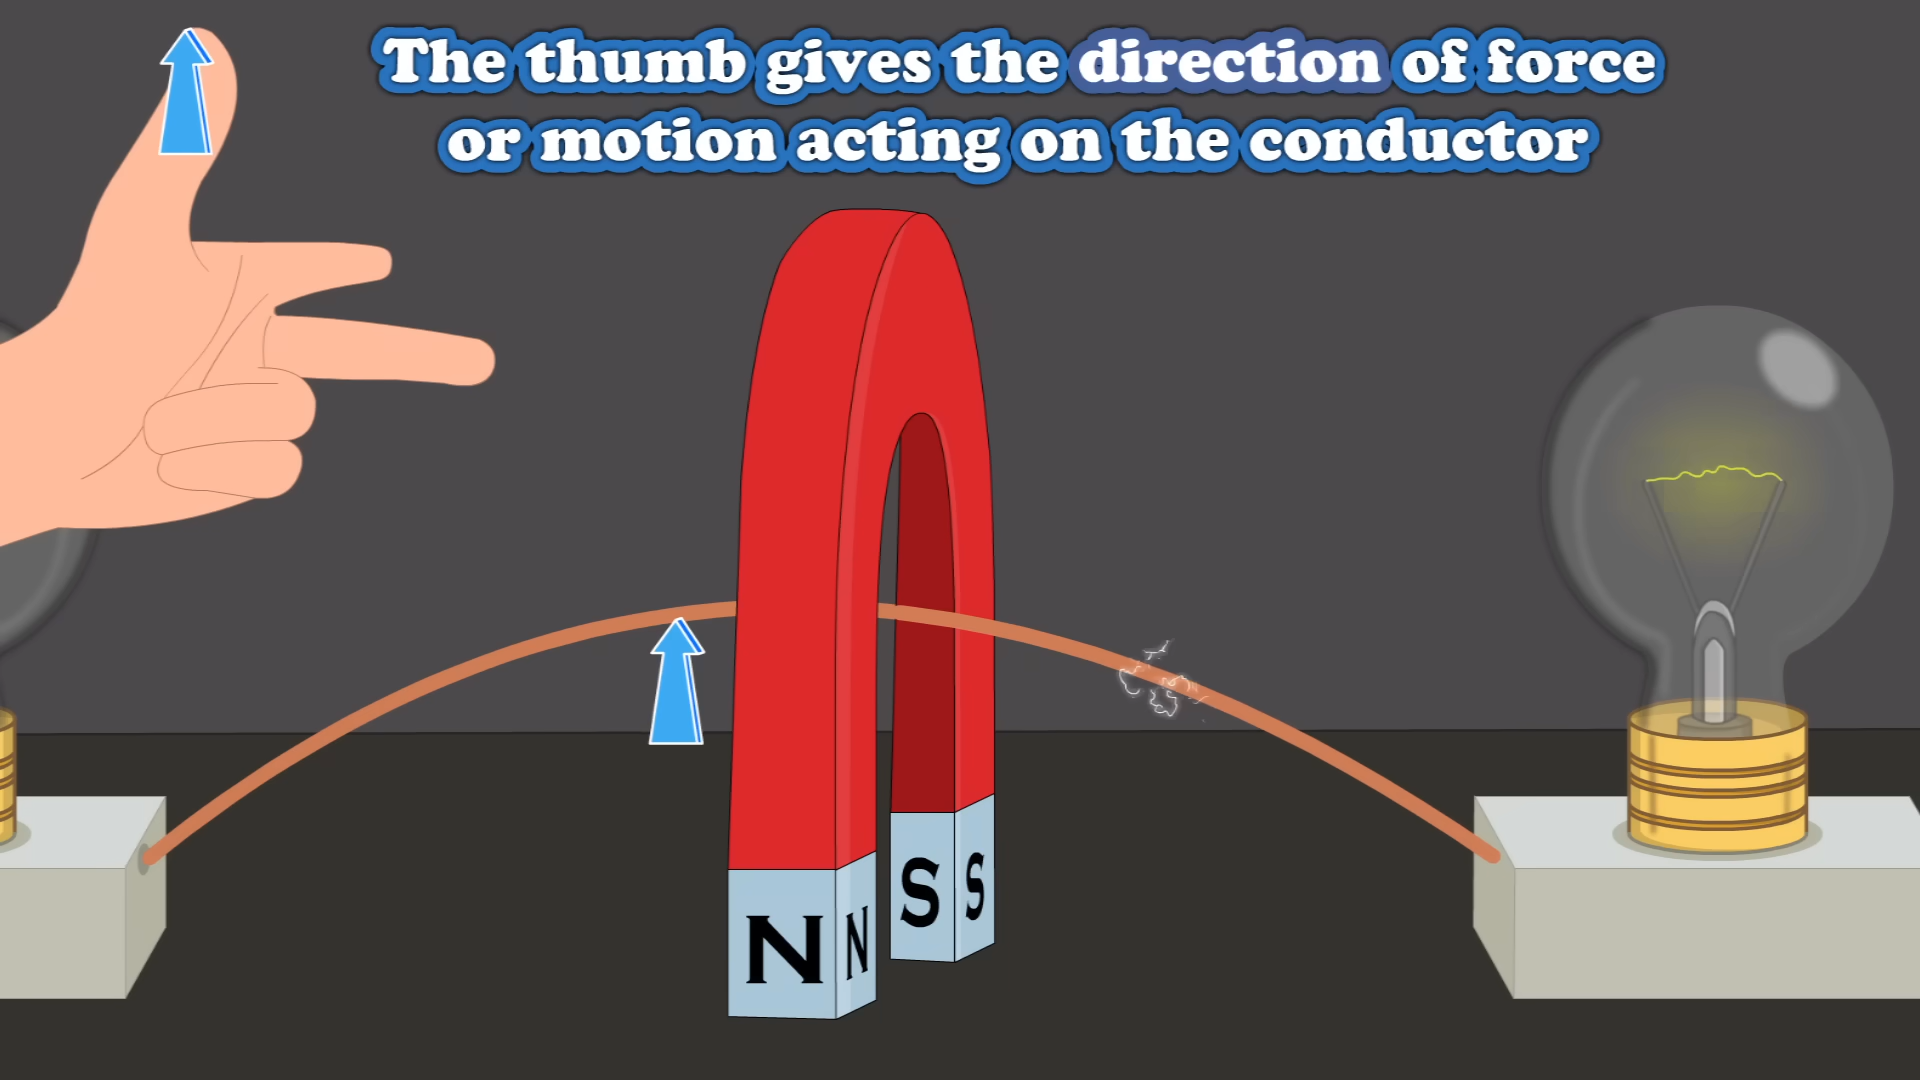 The thumb gives the direction of force
or motion acting on the conductor
N N S S